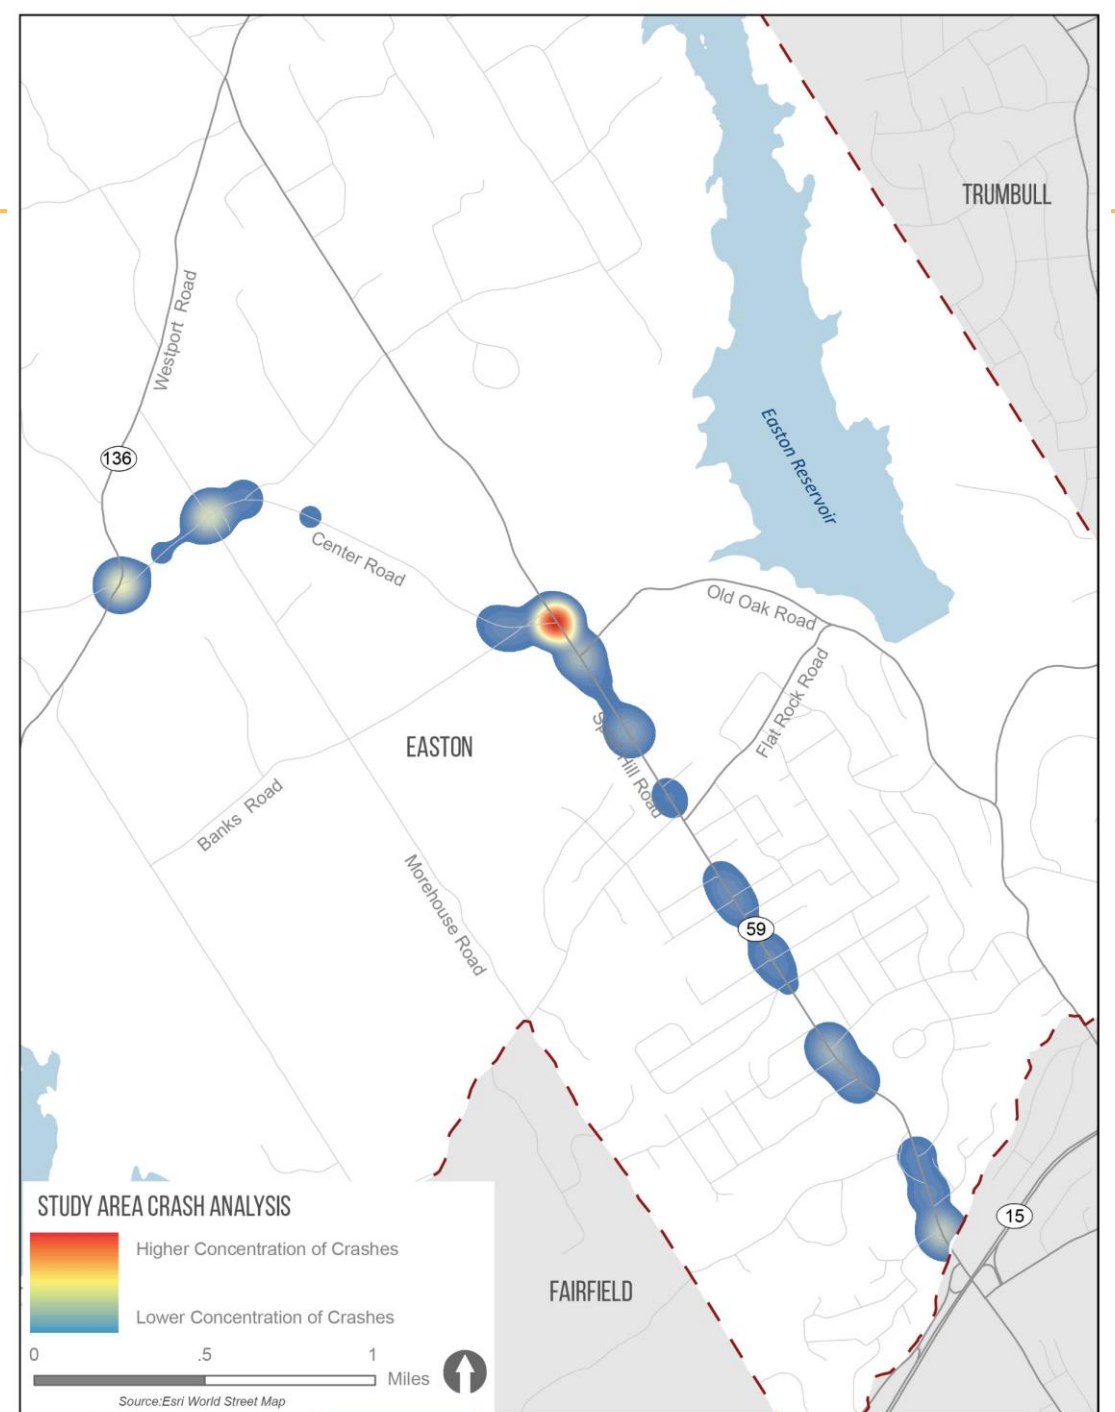 TRUMBULL
Westport Road
136
Easton Reservoir
Center Road
Old Oak Road
Flat Rock Road
Hill Road
EASTON
Banks Road
Morehouse Road
59
15
FAIRFIELD
STUDY AREA CRASH ANALYSIS
Higher Concentration of Crashes
Lower Concentration of Crashes
0 .5 1
Miles
Source:Esri World Street Map